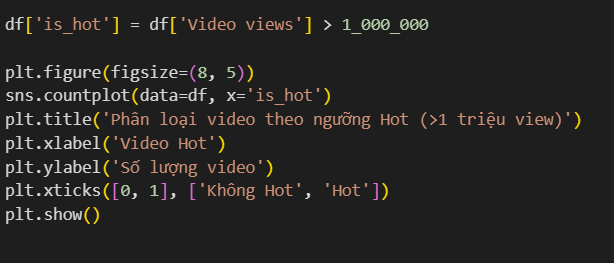 df['is_hot'] = df['Video views'] > 1_000_000
plt.figure(figsize=(8, 5))
sns.countplot(data=df, x='is_hot')
plt.title('Phân loại video theo ngưỡng Hot (>1 triệu view)')
plt.xlabel('Video Hot')
plt.ylabel('Số lượng video')
plt.xticks([0, 1], ['Không Hot', 'Hot'])
plt.show()